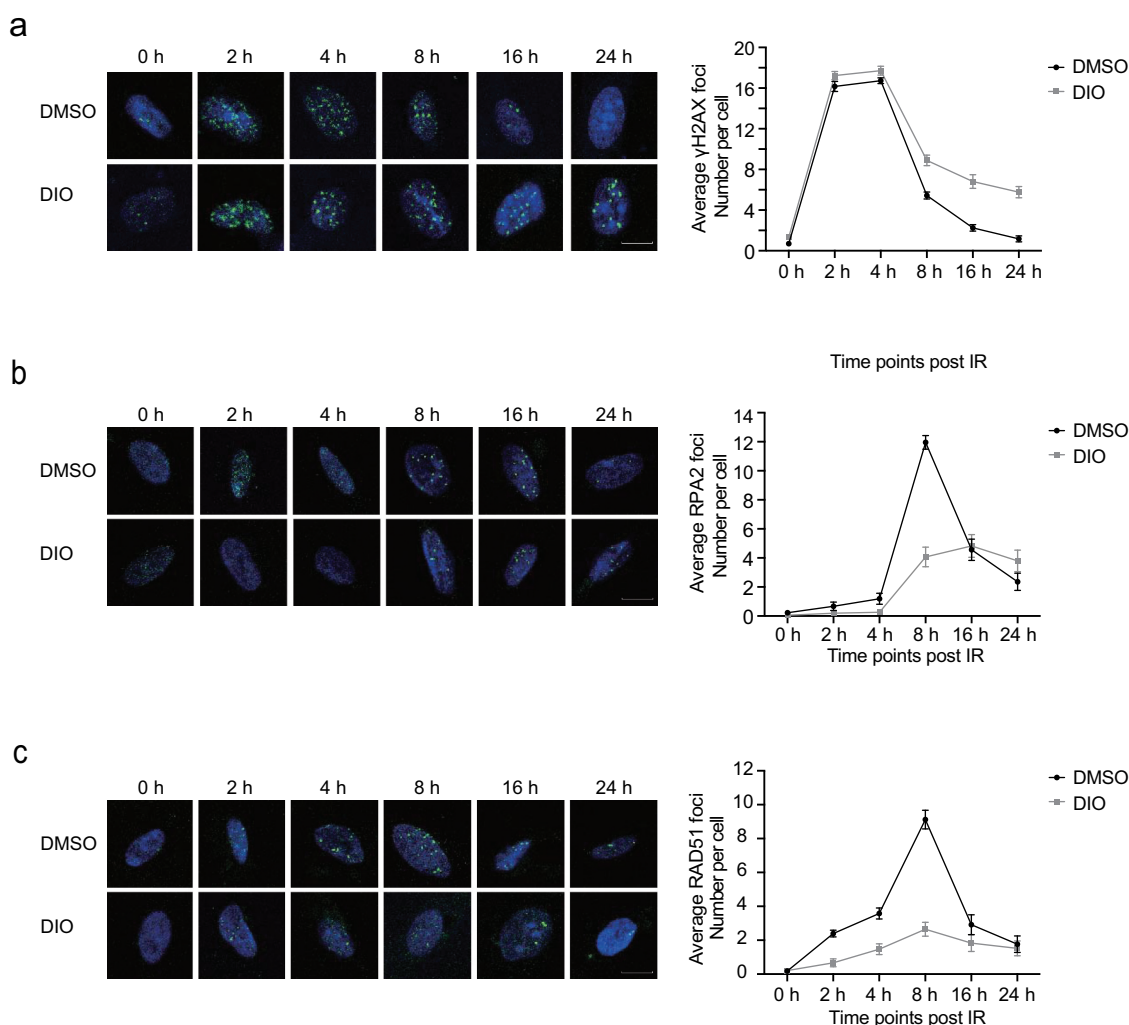 a
0 h 2 h 4 h 8 h 16 h 24 h
DMSO
DIO
Average γH2AX foci
Number per cell
20
16
12
8
4
0
0 h 2 h 4 h 8 h 16 h 24 h
DMSO
DIO
Time points post IR
b
0 h 2 h 4 h 8 h 16 h 24 h
DMSO
DIO
Average RPA2 foci
Number per cell
14
12
10
8
6
4
2
0
0 h 2 h 4 h 8 h 16 h 24 h
Time points post IR
DMSO
DIO
c
0 h 2 h 4 h 8 h 16 h 24 h
DMSO
DIO
Average RAD51 foci
Number per cell
12
10
8
6
4
2
0
0 h 2 h 4 h 8 h 16 h 24 h
Time points post IR
DMSO
DIO